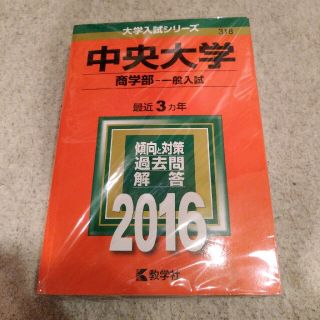 大学入試シリーズ
318
中央大学
商学部-一般入試
最近3カ年
傾向と対策
過去問
解答
2016
教学社